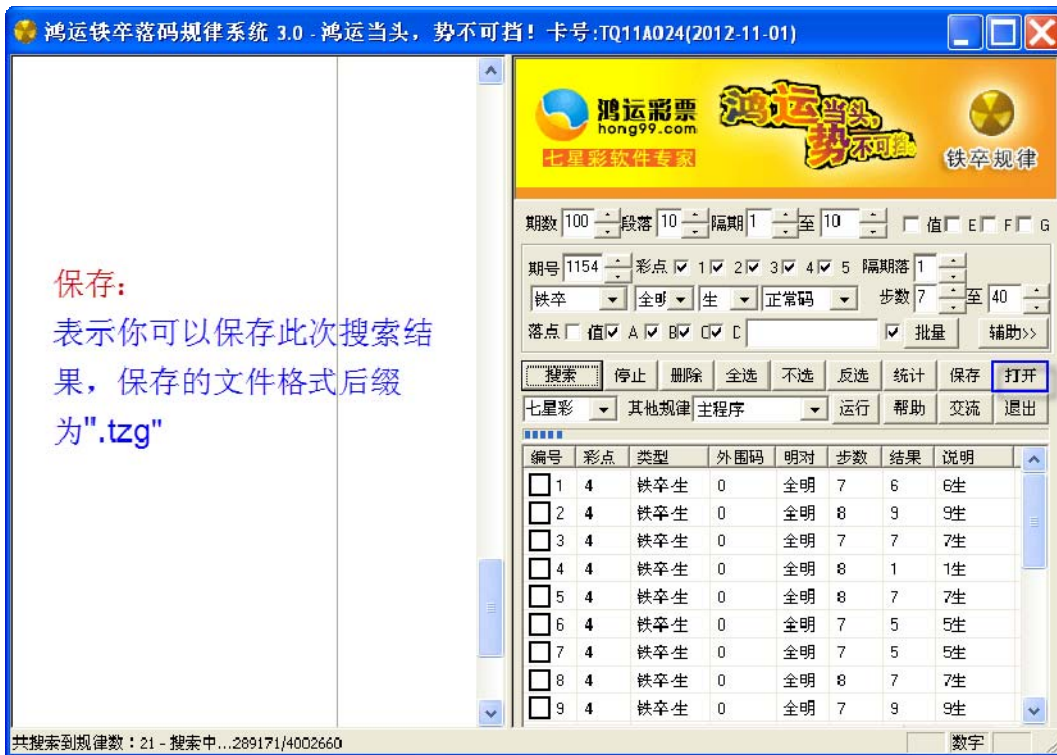 鸿运铁卒落码规律系统 3.0 - 鸿运当头，势不可挡！卡号:TQ11A024(2012-11-01)
保存：
表示你可以保存此次搜索结
果，保存的文件格式后缀
为".tzg"
鸿运彩票
hong99.com
七星彩软件专家
鸿运当头，
势不可挡。
铁卒规律
期数 100 段落 10 隔期 1 至 10 值 E F G
期号 1154 彩点 1 2 3 4 5 隔期落 1
铁卒 全明 生 正常码 步数 7 至 40
落点 值 A B C D 批量 辅助>>
搜索 停止 删除 全选 不选 反选 统计 保存 打开
七星彩 其他规律 主程序 运行 帮助 交流 退出
编号 彩点 类型 外围码 明对 步数 结果 说明
1 4 铁卒-生 0 全明 7 6 6生
2 4 铁卒-生 0 全明 8 9 9生
3 4 铁卒-生 0 全明 7 7 7生
4 4 铁卒-生 0 全明 8 1 1生
5 4 铁卒-生 0 全明 8 7 7生
6 4 铁卒-生 0 全明 7 5 5生
7 4 铁卒-生 0 全明 7 5 5生
8 4 铁卒-生 0 全明 8 7 7生
9 4 铁卒-生 0 全明 7 9 9生
共搜索到规律数：21 - 搜索中...289171/4002660
数字